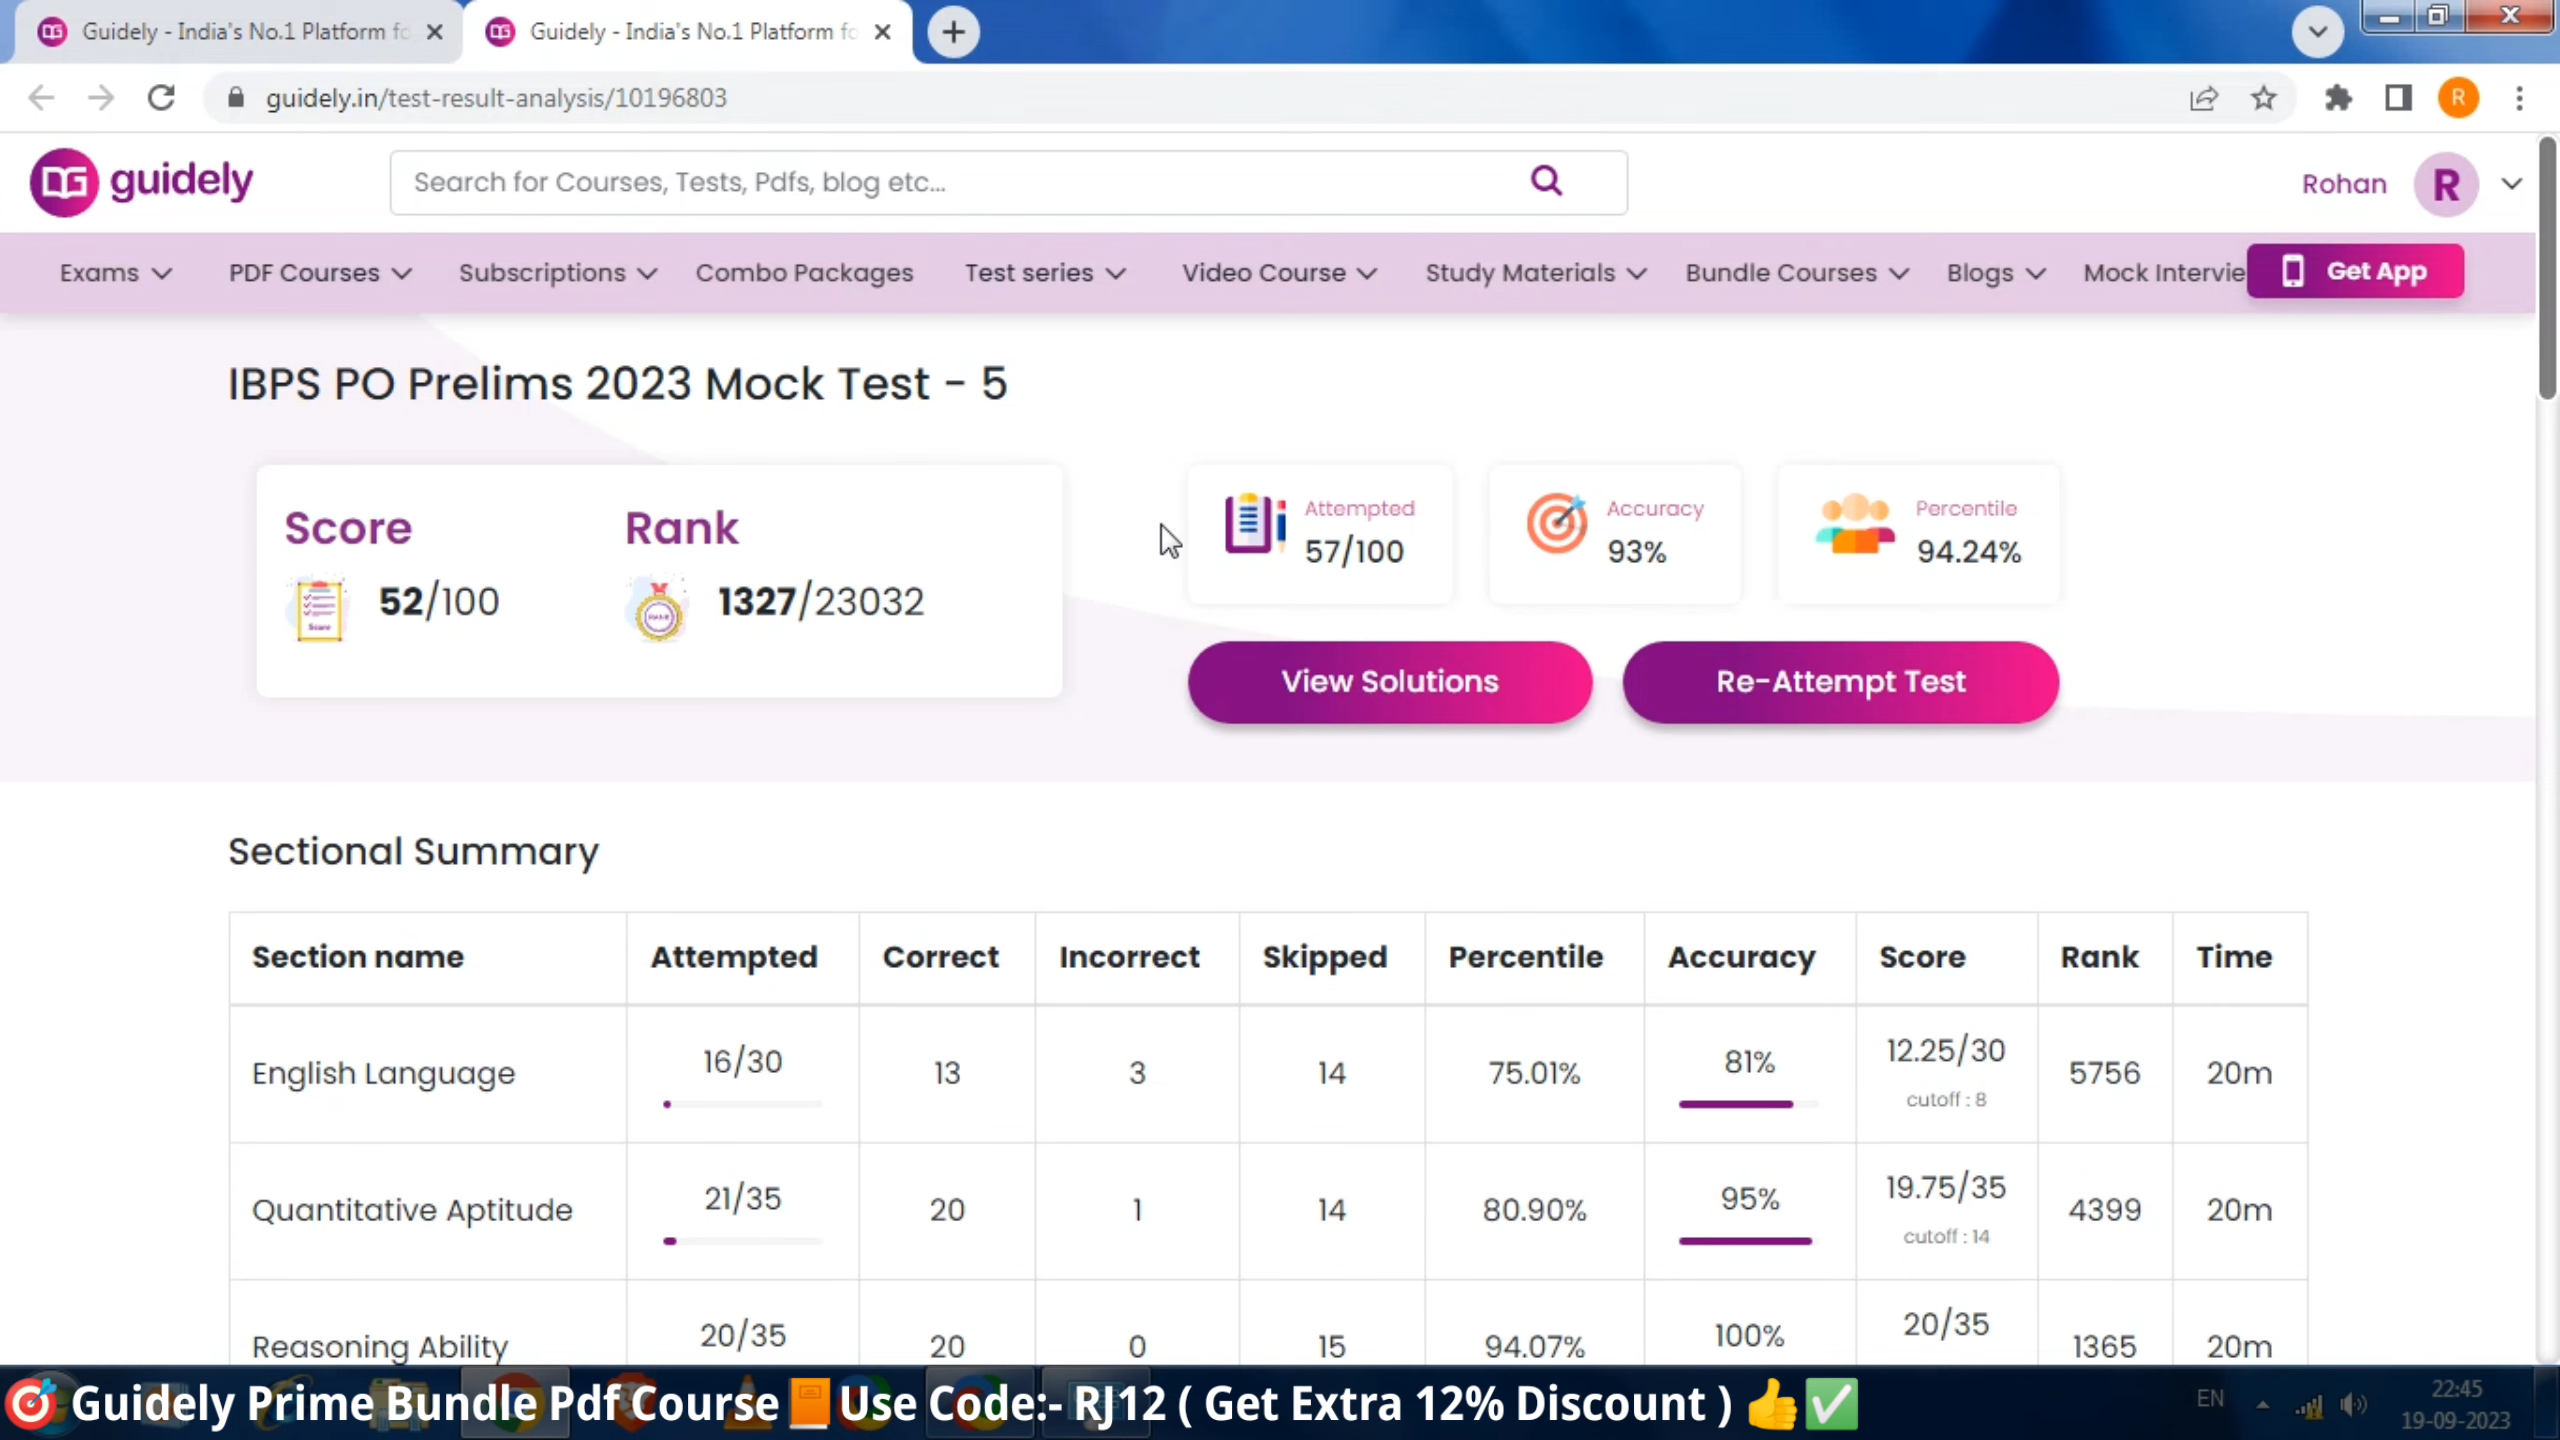 Guidely - India's No.1 Platform fo
Guidely - India's No.1 Platform fo
guidely.in/test-result-analysis/10196803
R
guidely
Search for Courses, Tests, Pdfs, blog etc...
Rohan
R
Exams
PDF Courses
Subscriptions
Combo Packages
Test series
Video Course
Study Materials
Bundle Courses
Blogs
Mock Intervie
Get App
IBPS PO Prelims 2023 Mock Test - 5
Score
Rank
Score
52/100
RANK
1327/23032
Attempted
57/100
Accuracy
93%
Percentile
94.24%
View Solutions
Re-Attempt Test
Sectional Summary
Section name Attempted Correct Incorrect Skipped Percentile Accuracy Score Rank Time
English Language 16/30 13 3 14 75.01% 81% 12.25/30 5756 20m
cutoff : 8
Quantitative Aptitude 21/35 20 1 14 80.90% 95% 19.75/35 4399 20m
cutoff : 14
Reasoning Ability 20/35 20 0 15 94.07% 100% 20/35 1365 20m
Guidely Prime Bundle Pdf Course Use Code:- RJ12 ( Get Extra 12% Discount )
EN
22:45
19-09-2023